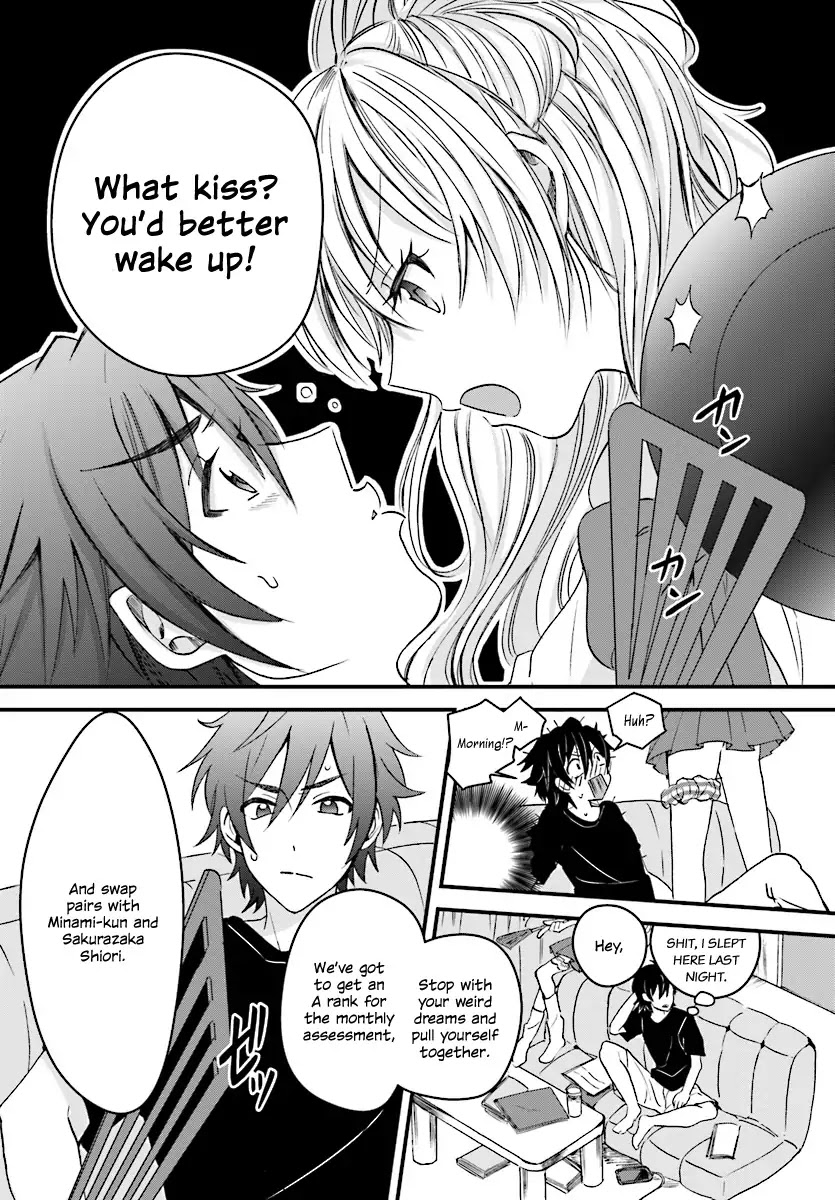 What kiss?
You'd better
wake up!
カン
カン
Huh?
M-
Morning!?
SHIT, I SLEPT
HERE LAST
NIGHT.
Hey,
Stop with
your weird
dreams and
pull yourself
together.
We've got
to get an
A rank for
the monthly
assessment,
And swap
pairs with
Minami-kun and
Sakurazaka
Shiori.
ビッ